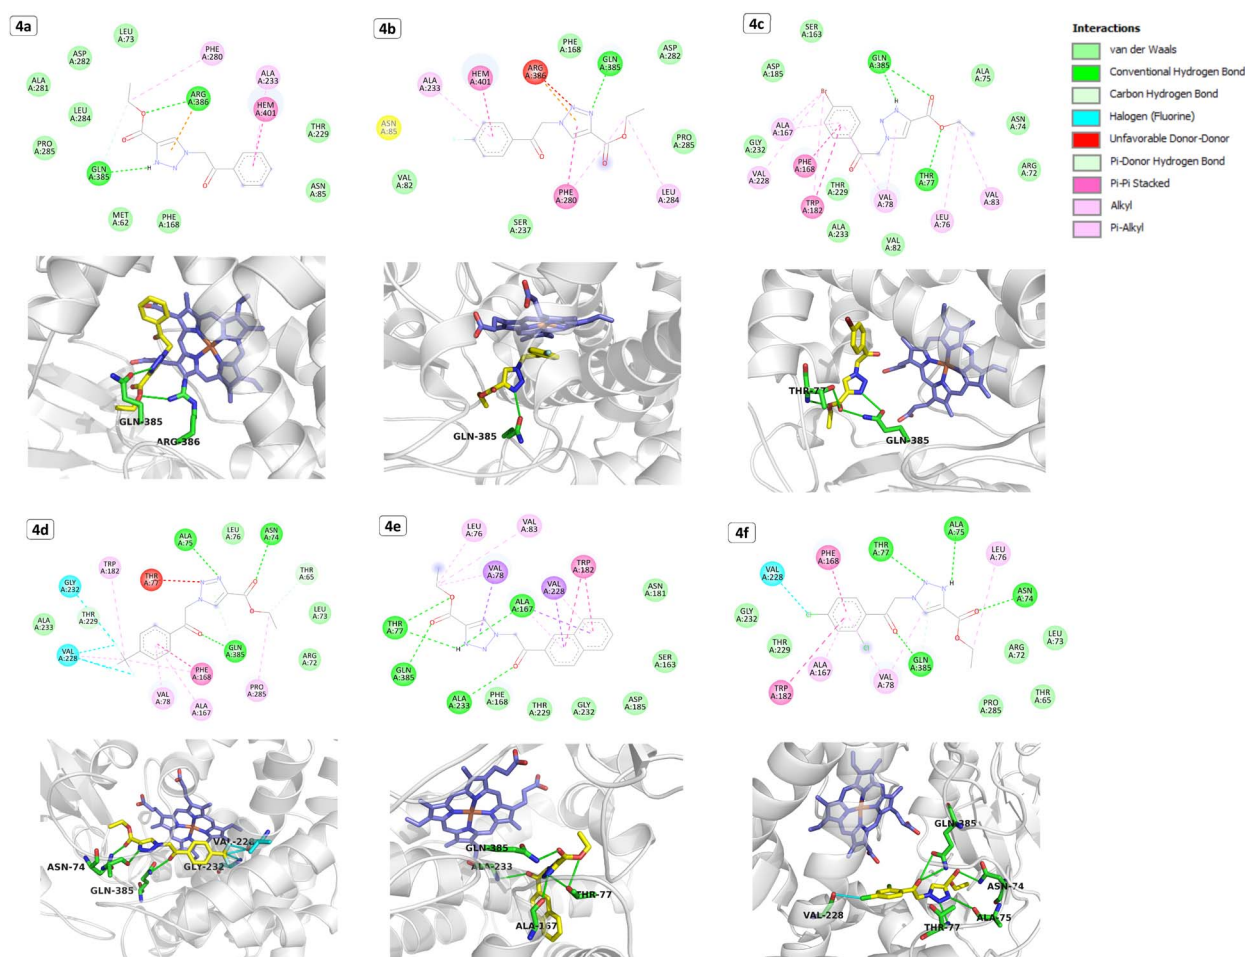 4a
LEU
A:73
ASP
A:282
PHE
A:280
ALA
A:281
ALA
A:233
ARG
A:386
HEM
A:401
LEU
A:284
THR
A:229
PRO
A:285
GLN
A:385
ASN
A:85
MET
A:62
PHE
A:168
H
N
O
4b
PHE
A:168
ASP
A:282
GLN
A:385
ARG
A:386
HEM
A:401
ALA
A:233
ASN
A:85
PRO
A:285
VAL
A:82
PHE
A:280
LEU
A:284
SER
A:237
4c
SER
A:163
GLN
A:385
ASP
A:185
ALA
A:75
Br
H
ASN
A:74
ALA
A:167
GLY
A:232
PHE
A:168
ARG
A:72
VAL
A:228
THR
A:229
THR
A:77
TRP
A:182
VAL
A:78
VAL
A:83
LEU
A:76
ALA
A:233
VAL
A:82
Interactions
van der Waals
Conventional Hydrogen Bond
Carbon Hydrogen Bond
Halogen (Fluorine)
Unfavorable Donor-Donor
Pi-Donor Hydrogen Bond
Pi-Pi Stacked
Alkyl
Pi-Alkyl
GLN-385
ARG-386
GLN-385
THR-77
GLN-385
4d
ALA
A:75
LEU
A:76
ASN
A:74
TRP
A:182
THR
A:77
THR
A:65
GLY
A:232
THR
A:229
ALA
A:233
LEU
A:73
VAL
A:228
GLN
A:385
ARG
A:72
PHE
A:168
PRO
A:285
VAL
A:78
ALA
A:167
4e
LEU
A:76
VAL
A:83
VAL
A:78
TRP
A:182
VAL
A:228
ASN
A:181
ALA
A:167
THR
A:77
H
GLN
A:385
SER
A:163
ALA
A:233
PHE
A:168
THR
A:229
GLY
A:232
ASP
A:185
4f
ALA
A:75
THR
A:77
PHE
A:168
LEU
A:76
VAL
A:228
H
ASN
A:74
GLY
A:232
THR
A:229
LEU
A:73
ARG
A:72
ALA
A:167
GLN
A:385
VAL
A:78
TRP
A:182
THR
A:65
PRO
A:285
ASN-74
GLN-385
GLY-232
GLN-385
ALA-233
THR-77
ALA-167
GLN-385
ASN-74
VAL-228
ALA-75
THR-77